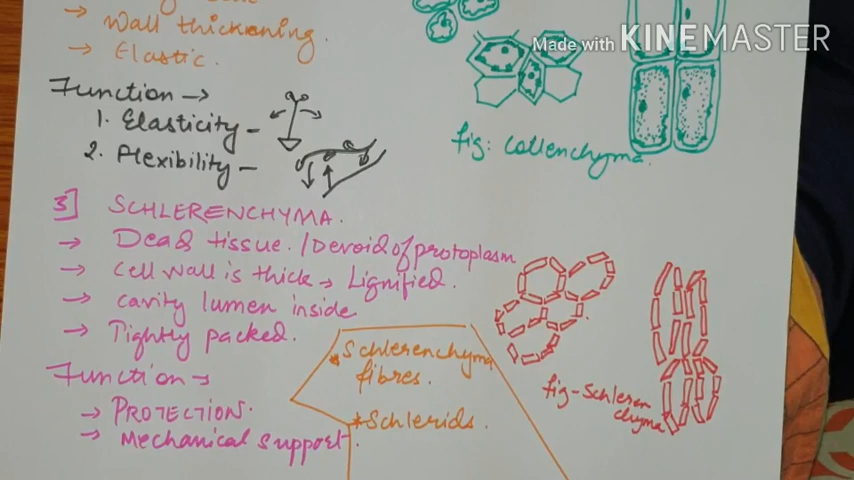 → Wall thickening.
→ Elastic.
Made with KINEMASTER
Function →
1. Elasticity -
2. Flexibility -
fig: Collenchyma.
3] SCHLERENCHYMA.
→ Dead tissue. / Devoid of protoplasm
→ Cell wall is thick → Lignified.
→ cavity lumen inside
→ Tightly packed.
Function →
→ PROTECTION.
→ Mechanical support.
* Schlerenchyma
fibres.
* Schlerids.
fig - Schleren
chyma